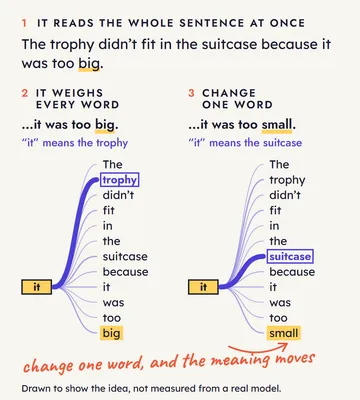 1 IT READS THE WHOLE SENTENCE AT ONCE
The trophy didn’t fit in the suitcase because it
was too big.
2 IT WEIGHS
EVERY WORD
...it was too big.
“it” means the trophy
The
trophy
didn’t
fit
in
the
suitcase
because
it
was
too
big
it
3 CHANGE
ONE WORD
...it was too small.
“it” means the suitcase
The
trophy
didn’t
fit
in
the
suitcase
because
it
was
too
small
it
change one word, and the meaning moves
Drawn to show the idea, not measured from a real model.